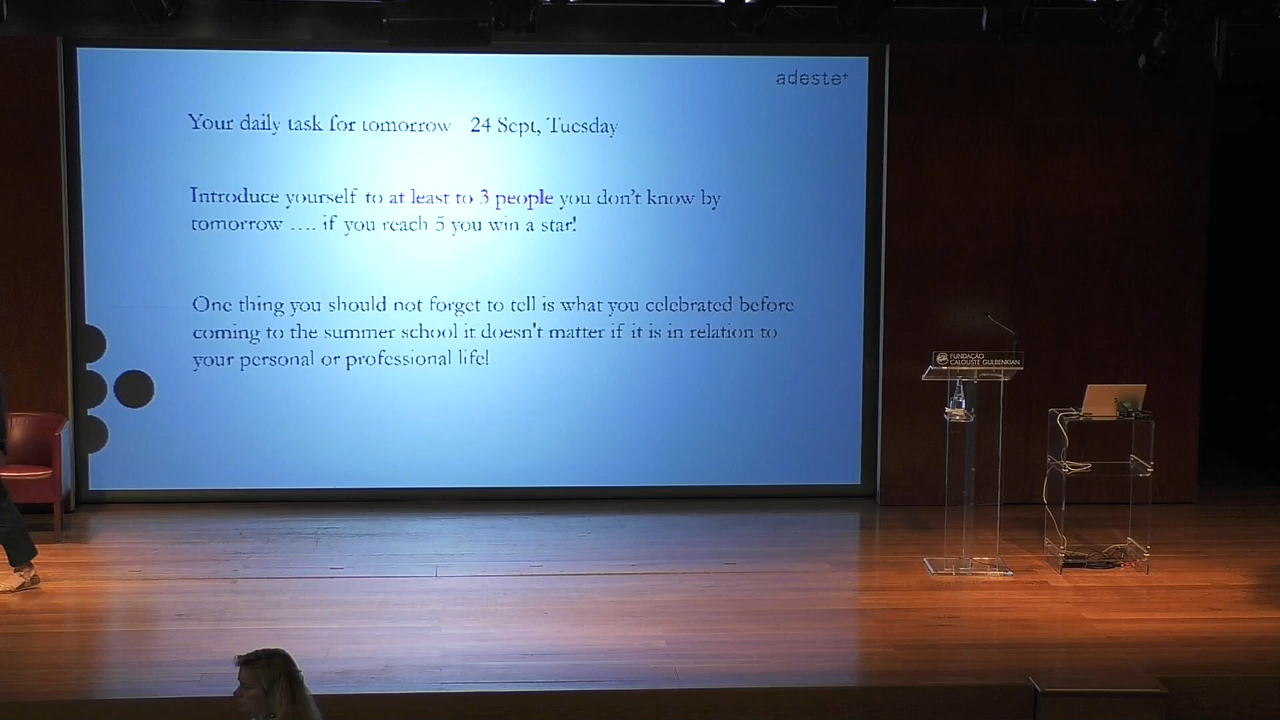 adeste+
Your daily task for tomorrow 24 Sept, Tuesday
Introduce yourself to at least to 3 people you don't know by
tomorrow .... if you reach 5 you win a star!
One thing you should not forget to tell is what you celebrated before
coming to the summer school it doesn't matter if it is in relation to
your personal or professional life!
FUNDAÇÃO
CALOUSTE GULBENKIAN